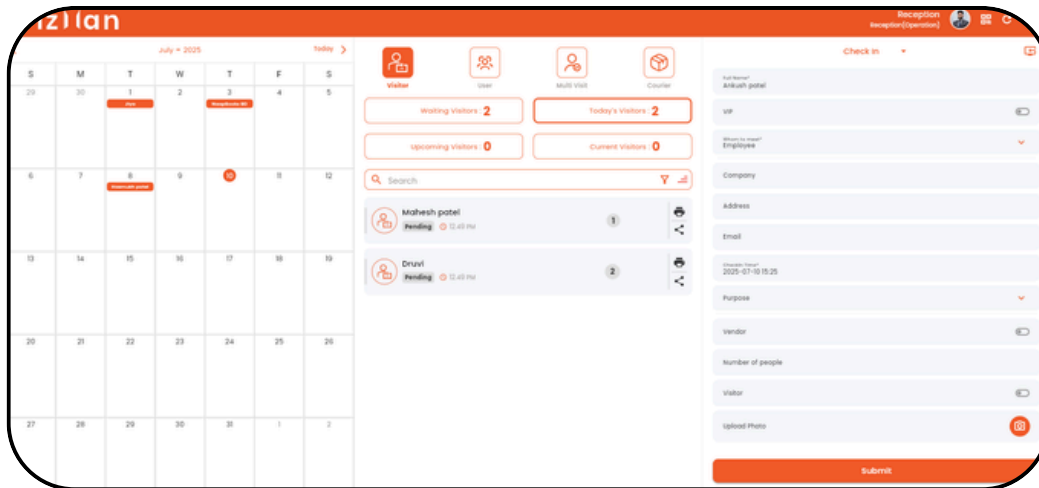 Reception
Reception(Operation)
July 2025
Today
S M T W T F S
29 30 1 2 3 4 5
6 7 8 9 10 11 12
13 14 15 16 17 18 19
20 21 22 23 24 25 26
27 28 29 30 31 1 2
Visitor User Multi Visit Courier
Waiting Visitors : 2
Today's Visitors : 2
Upcoming Visitors : 0
Current Visitors : 0
Search
Mahesh patel
Pending 12:49 PM
1
Druvi
Pending 12:49 PM
2
Check In
Full Name*
Ankush patel
VIP
Whom to meet*
Employee
Company
Address
Email
2025-07-10 15:25
Purpose
Vendor
Number of people
Visitor
Upload Photo
Submit